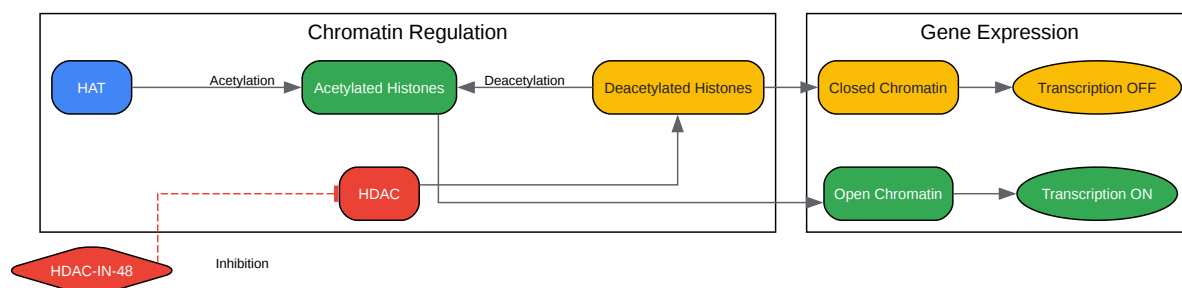 Chromatin Regulation
Gene Expression
HAT
Acetylation
Acetylated Histones
Deacetylation
Deacetylated Histones
Closed Chromatin
Transcription OFF
HDAC
Open Chromatin
Transcription ON
HDAC-IN-48
Inhibition